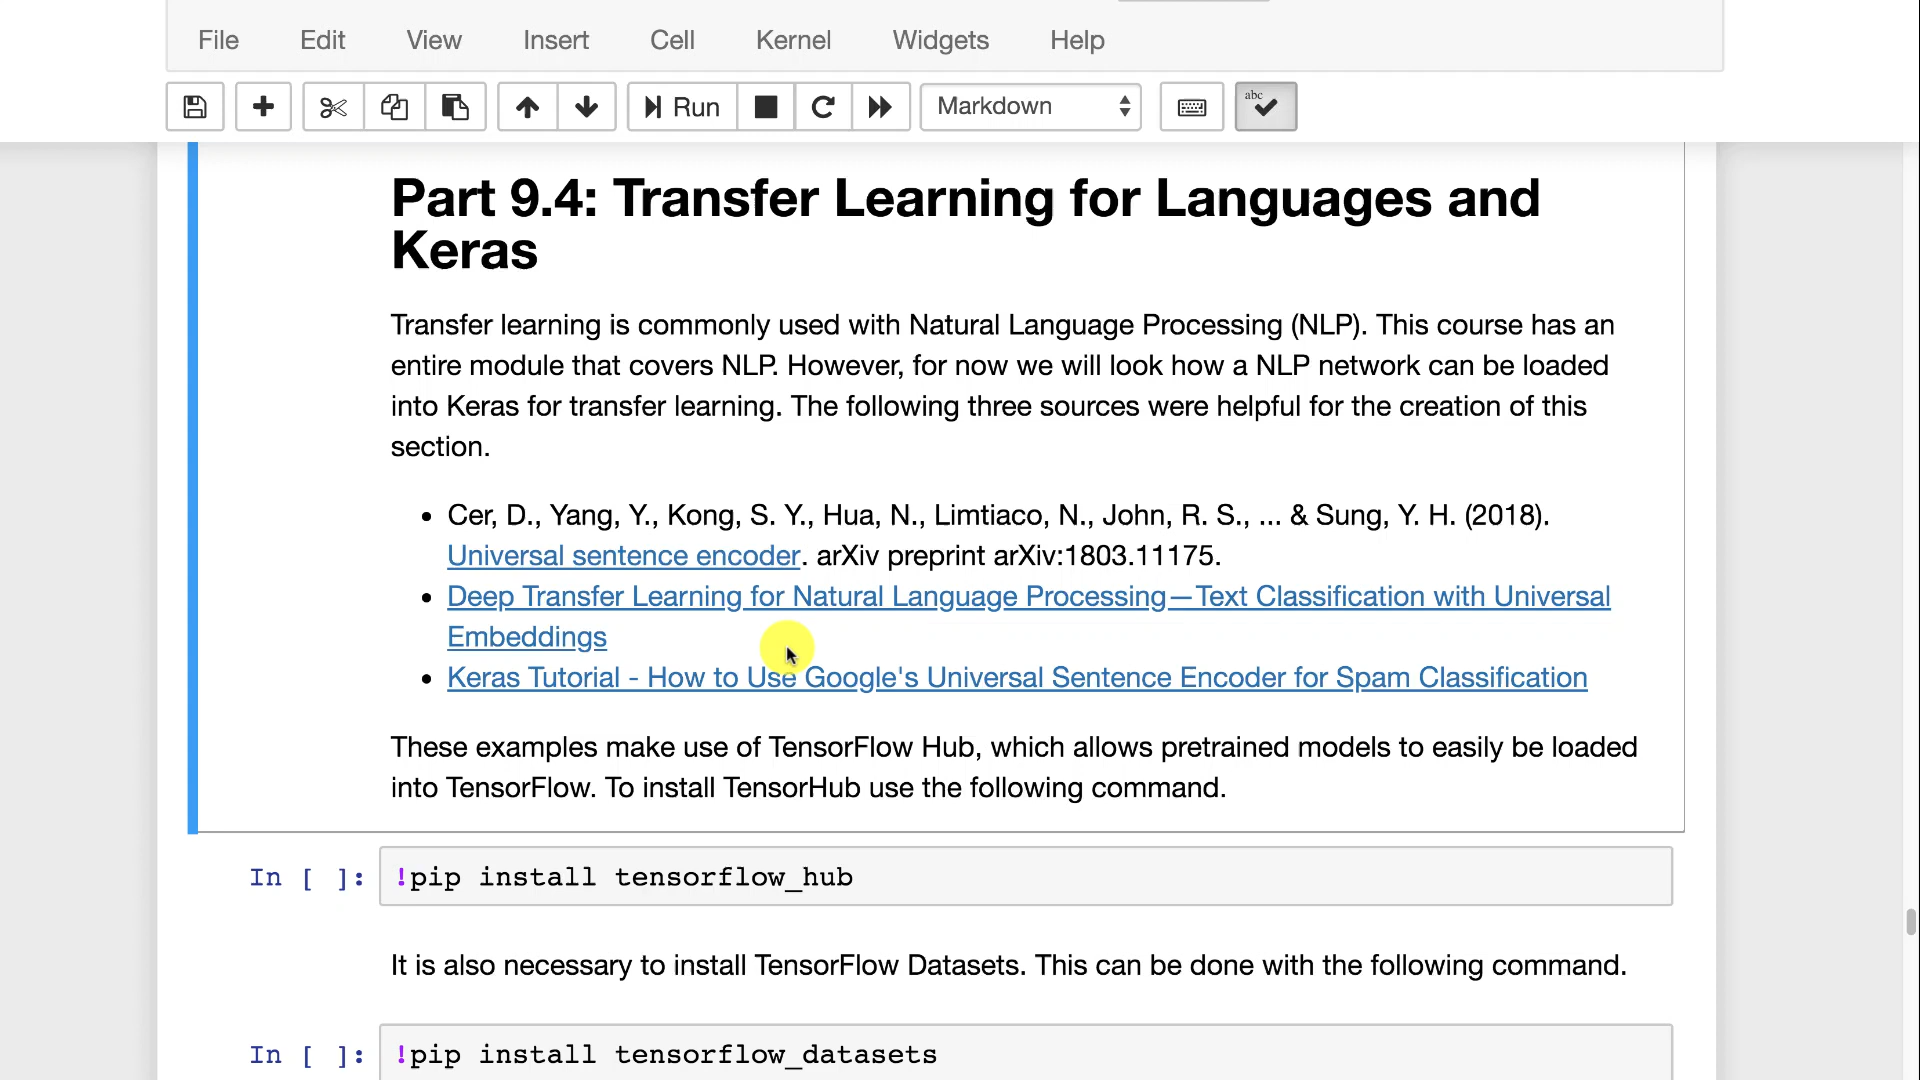 File Edit View Insert Cell Kernel Widgets Help
Run Markdown abc
Part 9.4: Transfer Learning for Languages and
Keras
Transfer learning is commonly used with Natural Language Processing (NLP). This course has an
entire module that covers NLP. However, for now we will look how a NLP network can be loaded
into Keras for transfer learning. The following three sources were helpful for the creation of this
section.
• Cer, D., Yang, Y., Kong, S. Y., Hua, N., Limtiaco, N., John, R. S., ... & Sung, Y. H. (2018).
Universal sentence encoder. arXiv preprint arXiv:1803.11175.
• Deep Transfer Learning for Natural Language Processing—Text Classification with Universal
Embeddings
• Keras Tutorial - How to Use Google's Universal Sentence Encoder for Spam Classification
These examples make use of TensorFlow Hub, which allows pretrained models to easily be loaded
into TensorFlow. To install TensorHub use the following command.
In [ ]: !pip install tensorflow_hub
It is also necessary to install TensorFlow Datasets. This can be done with the following command.
In [ ]: !pip install tensorflow_datasets